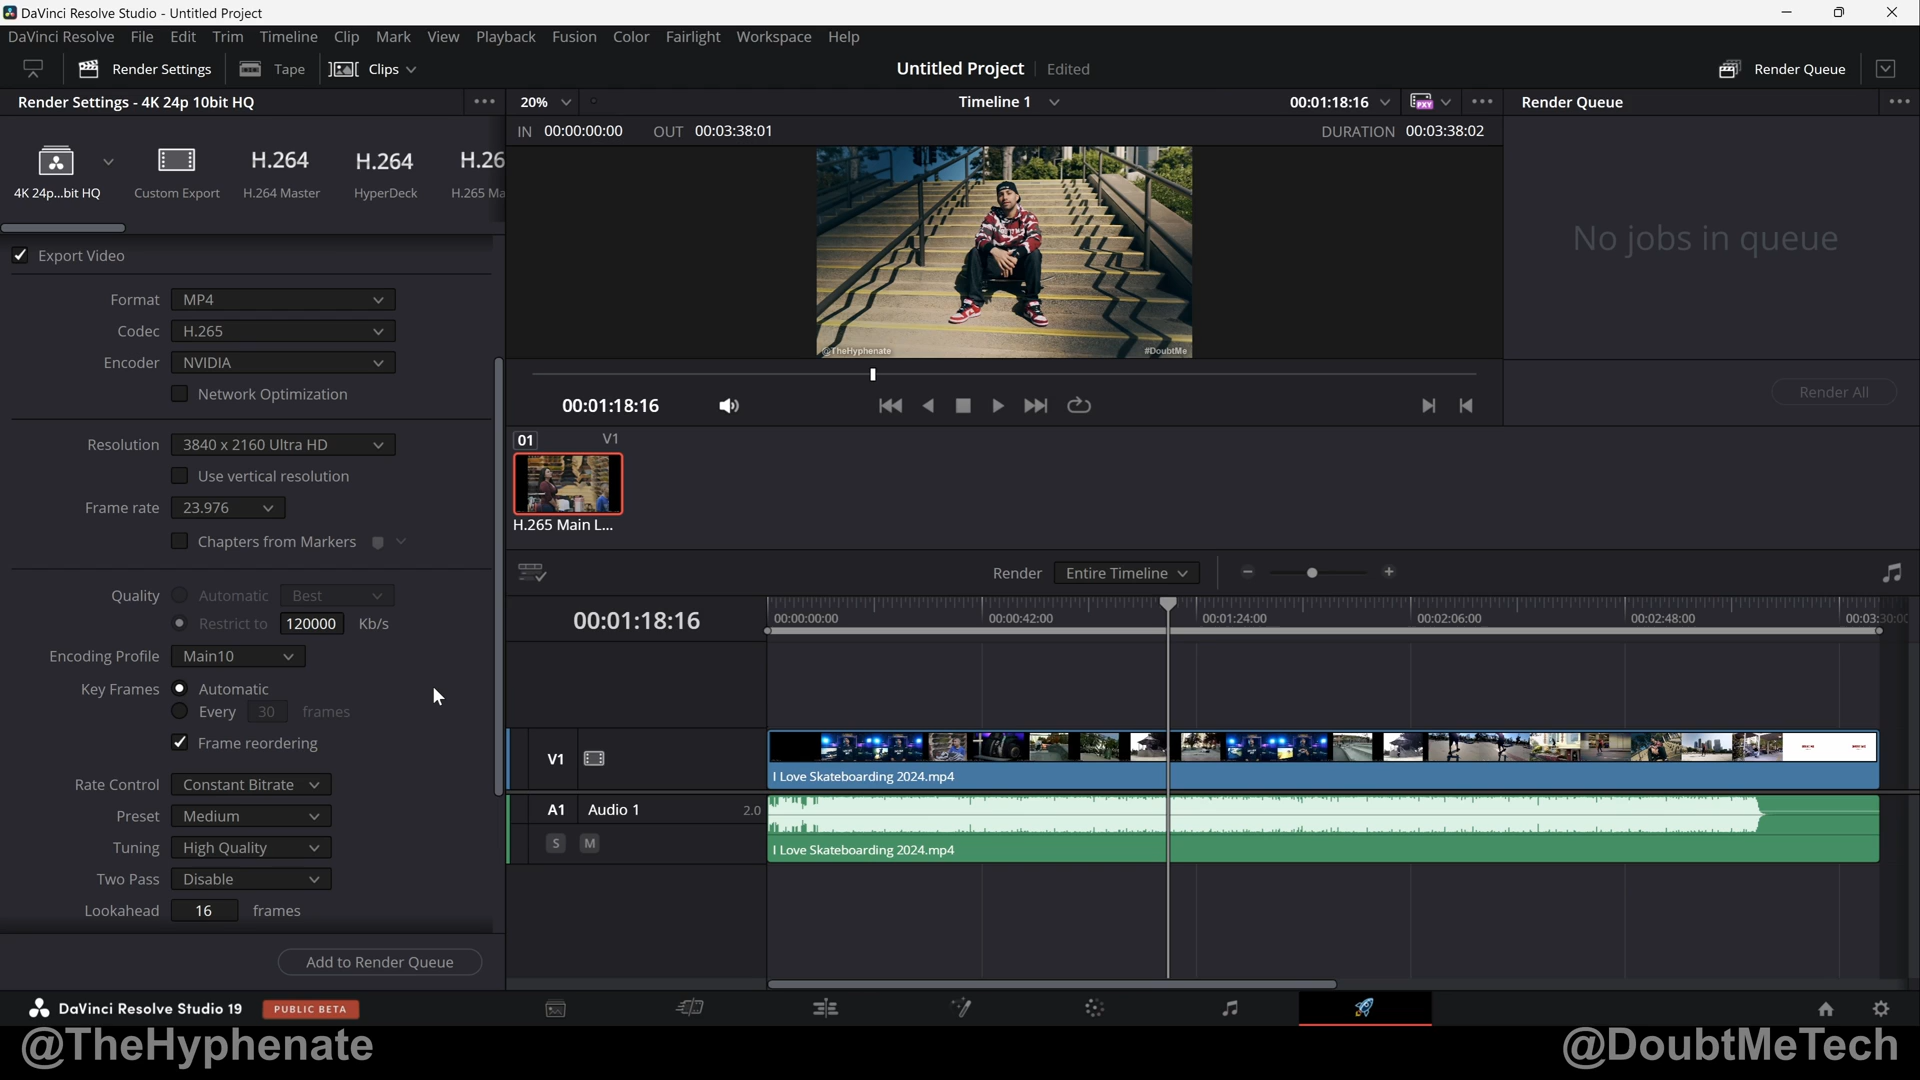 DaVinci Resolve Studio - Untitled Project
DaVinci Resolve File Edit Trim Timeline Clip Mark View Playback Fusion Color Fairlight Workspace Help
Render Settings Tape Clips Untitled Project Edited Render Queue
Render Settings - 4K 24p 10bit HQ
20% Timeline 1 00:01:18:16 PXY
Render Queue
IN 00:00:00:00 OUT 00:03:38:01 DURATION 00:03:38:02
H.264 H.264 H.26
4K 24p...bit HQ Custom Export H.264 Master HyperDeck H.265 Ma
Export Video
Format MP4
Codec H.265
Encoder NVIDIA
Network Optimization
Resolution 3840 x 2160 Ultra HD
Use vertical resolution
Frame rate 23.976
Chapters from Markers
Quality Automatic Best
Restrict to 120000 Kb/s
Encoding Profile Main10
Key Frames Automatic
Every 30 frames
Frame reordering
Rate Control Constant Bitrate
Preset Medium
Tuning High Quality
Two Pass Disable
Lookahead 16 frames
Add to Render Queue
@TheHyphenate #DoubtMe
00:01:18:16
01 V1
H.265 Main L...
No jobs in queue
Render All
Render Entire Timeline
00:01:18:16
00:00:00:00 00:00:42:00 00:01:24:00 00:02:06:00 00:02:48:00 00:03:30:00
V1
I Love Skateboarding 2024.mp4
A1 Audio 1 2.0
S M
I Love Skateboarding 2024.mp4
DaVinci Resolve Studio 19 PUBLIC BETA
@TheHyphenate @DoubtMeTech